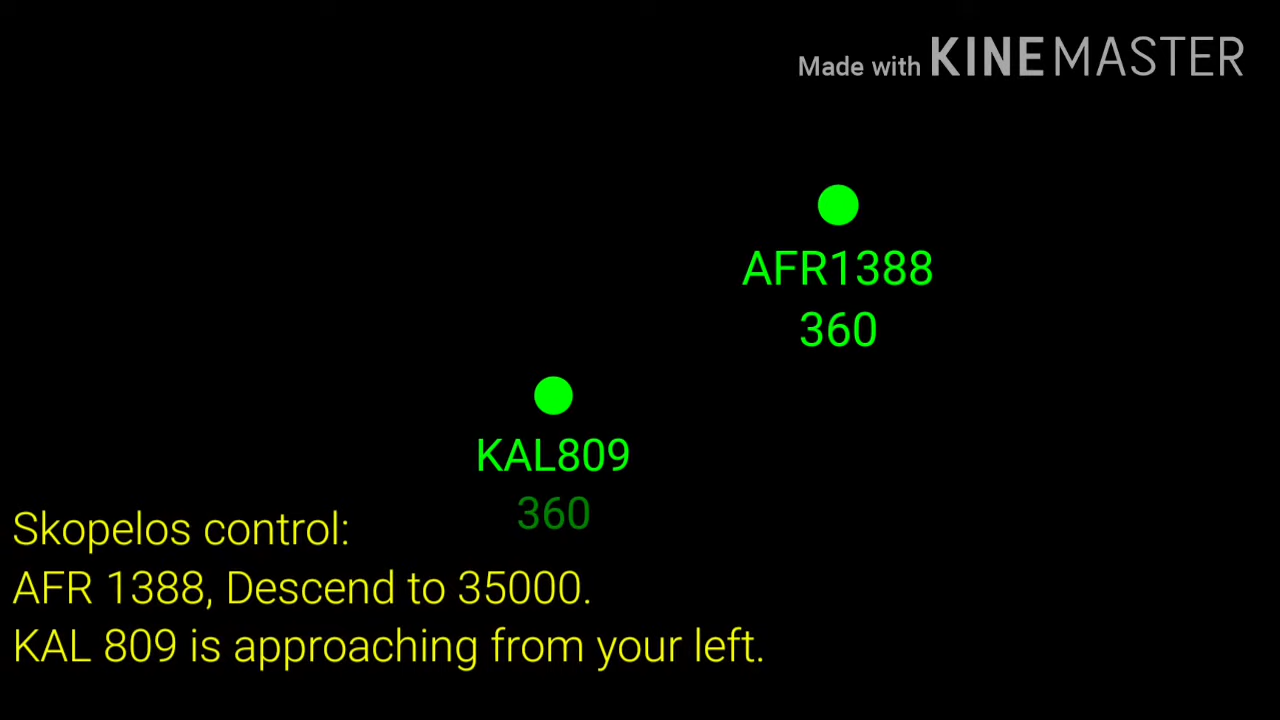 Made with KINEMASTER
AFR1388
360
KAL809
360
Skopelos control:
AFR 1388, Descend to 35000.
KAL 809 is approaching from your left.